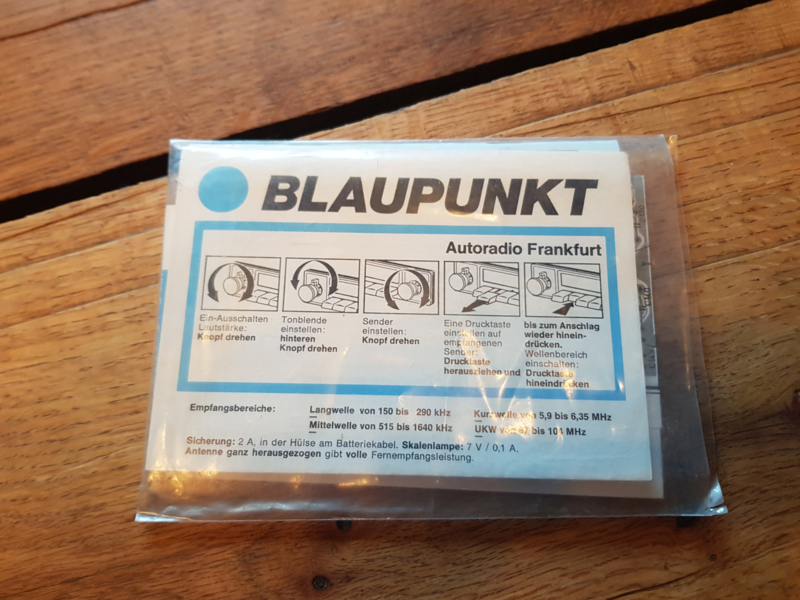 BLAUPUNKT
Autoradio Frankfurt
Ein-Ausschalten
Lautstärke:
Knopf drehen
Tonblende
einstellen:
hinteren
Knopf drehen
Sender
einstellen:
Knopf drehen
Eine Drucktaste
einstellen auf
empfangenen
Sender:
Drucktaste
herausziehen und
bis zum Anschlag
wieder hinein-
drücken.
Wellenbereich
einschalten:
Drucktaste
hineindrücken
Empfangsbereiche:
Langwelle von 150 bis 290 kHz
Mittelwelle von 515 bis 1640 kHz
Kurzwelle von 5,9 bis 6,35 MHz
UKW von 87 bis 104 MHz
Sicherung: 2 A, in der Hülse am Batteriekabel. Skalenlampe: 7 V / 0,1 A.
Antenne ganz herausgezogen gibt volle Fernempfangsleistung.